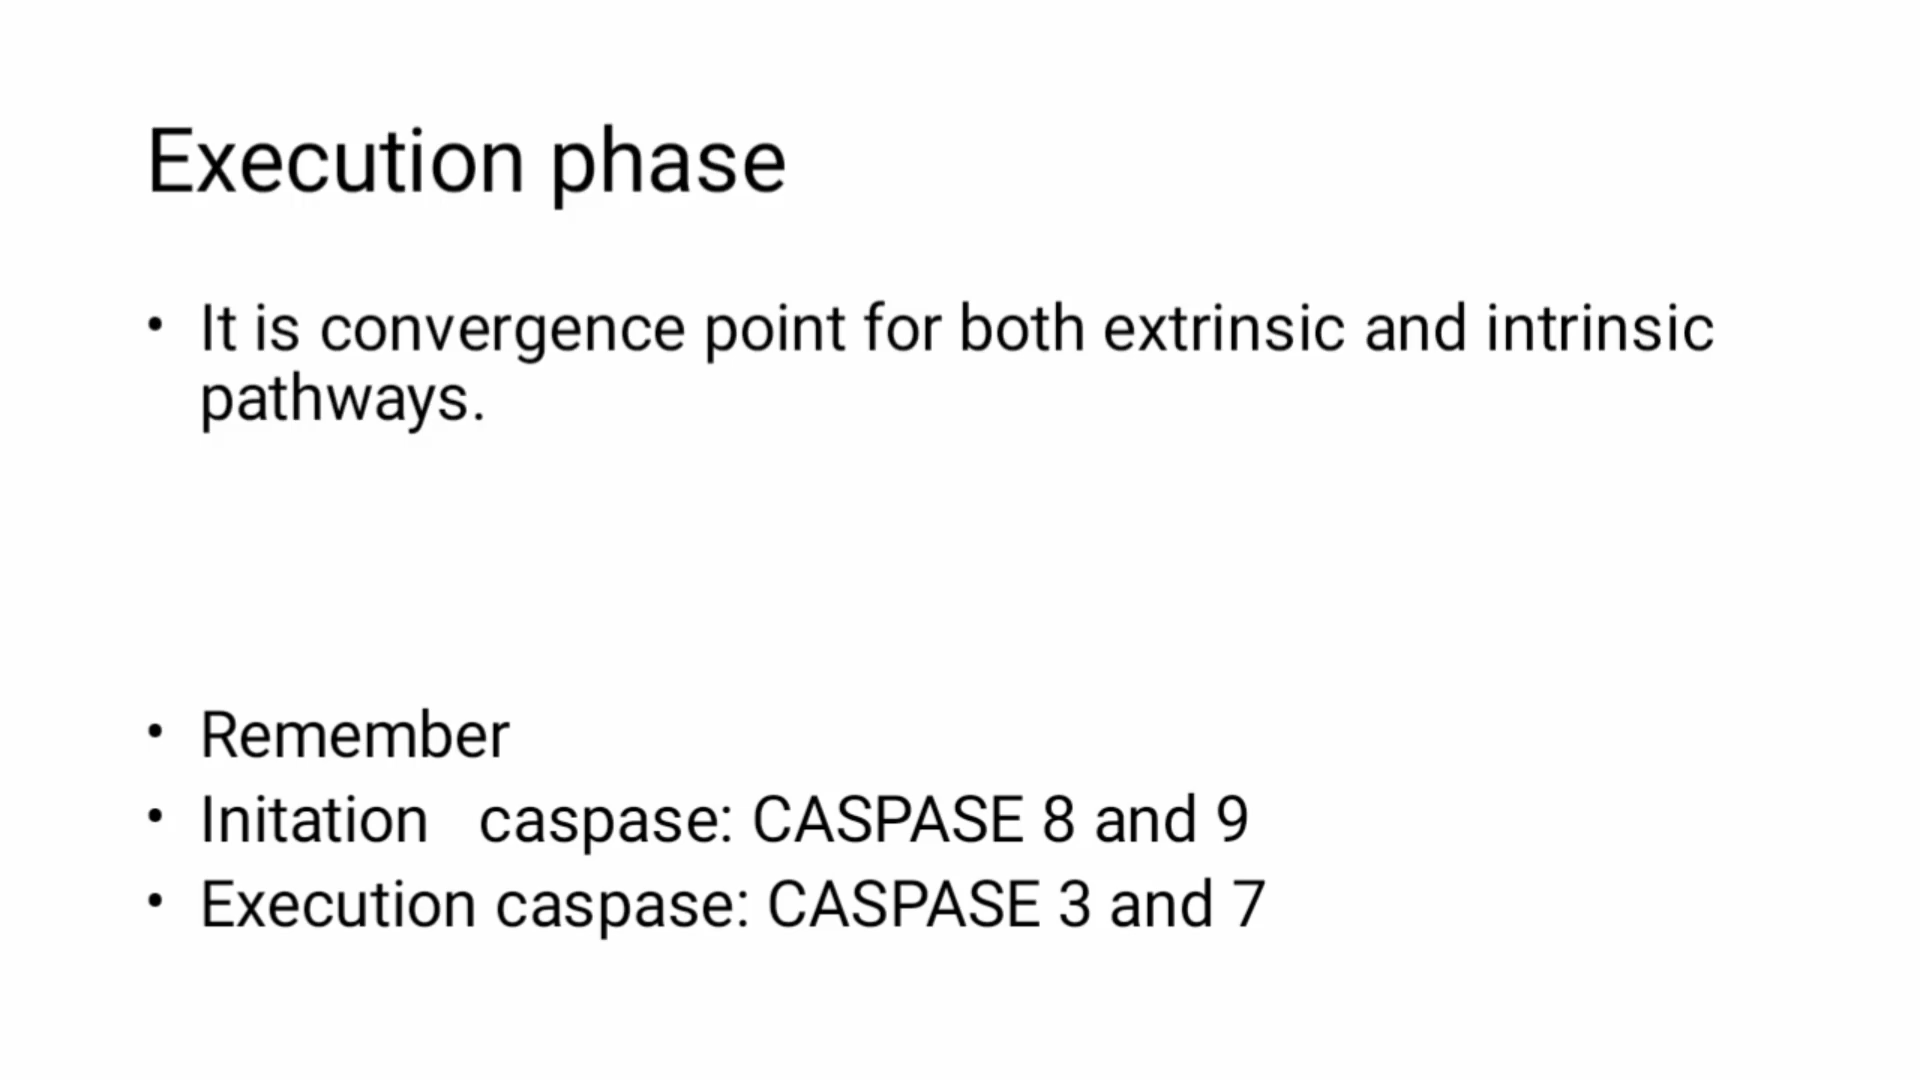 Execution phase
• It is convergence point for both extrinsic and intrinsic
pathways.
• Remember
• Initation   caspase: CASPASE 8 and 9
• Execution caspase: CASPASE 3 and 7